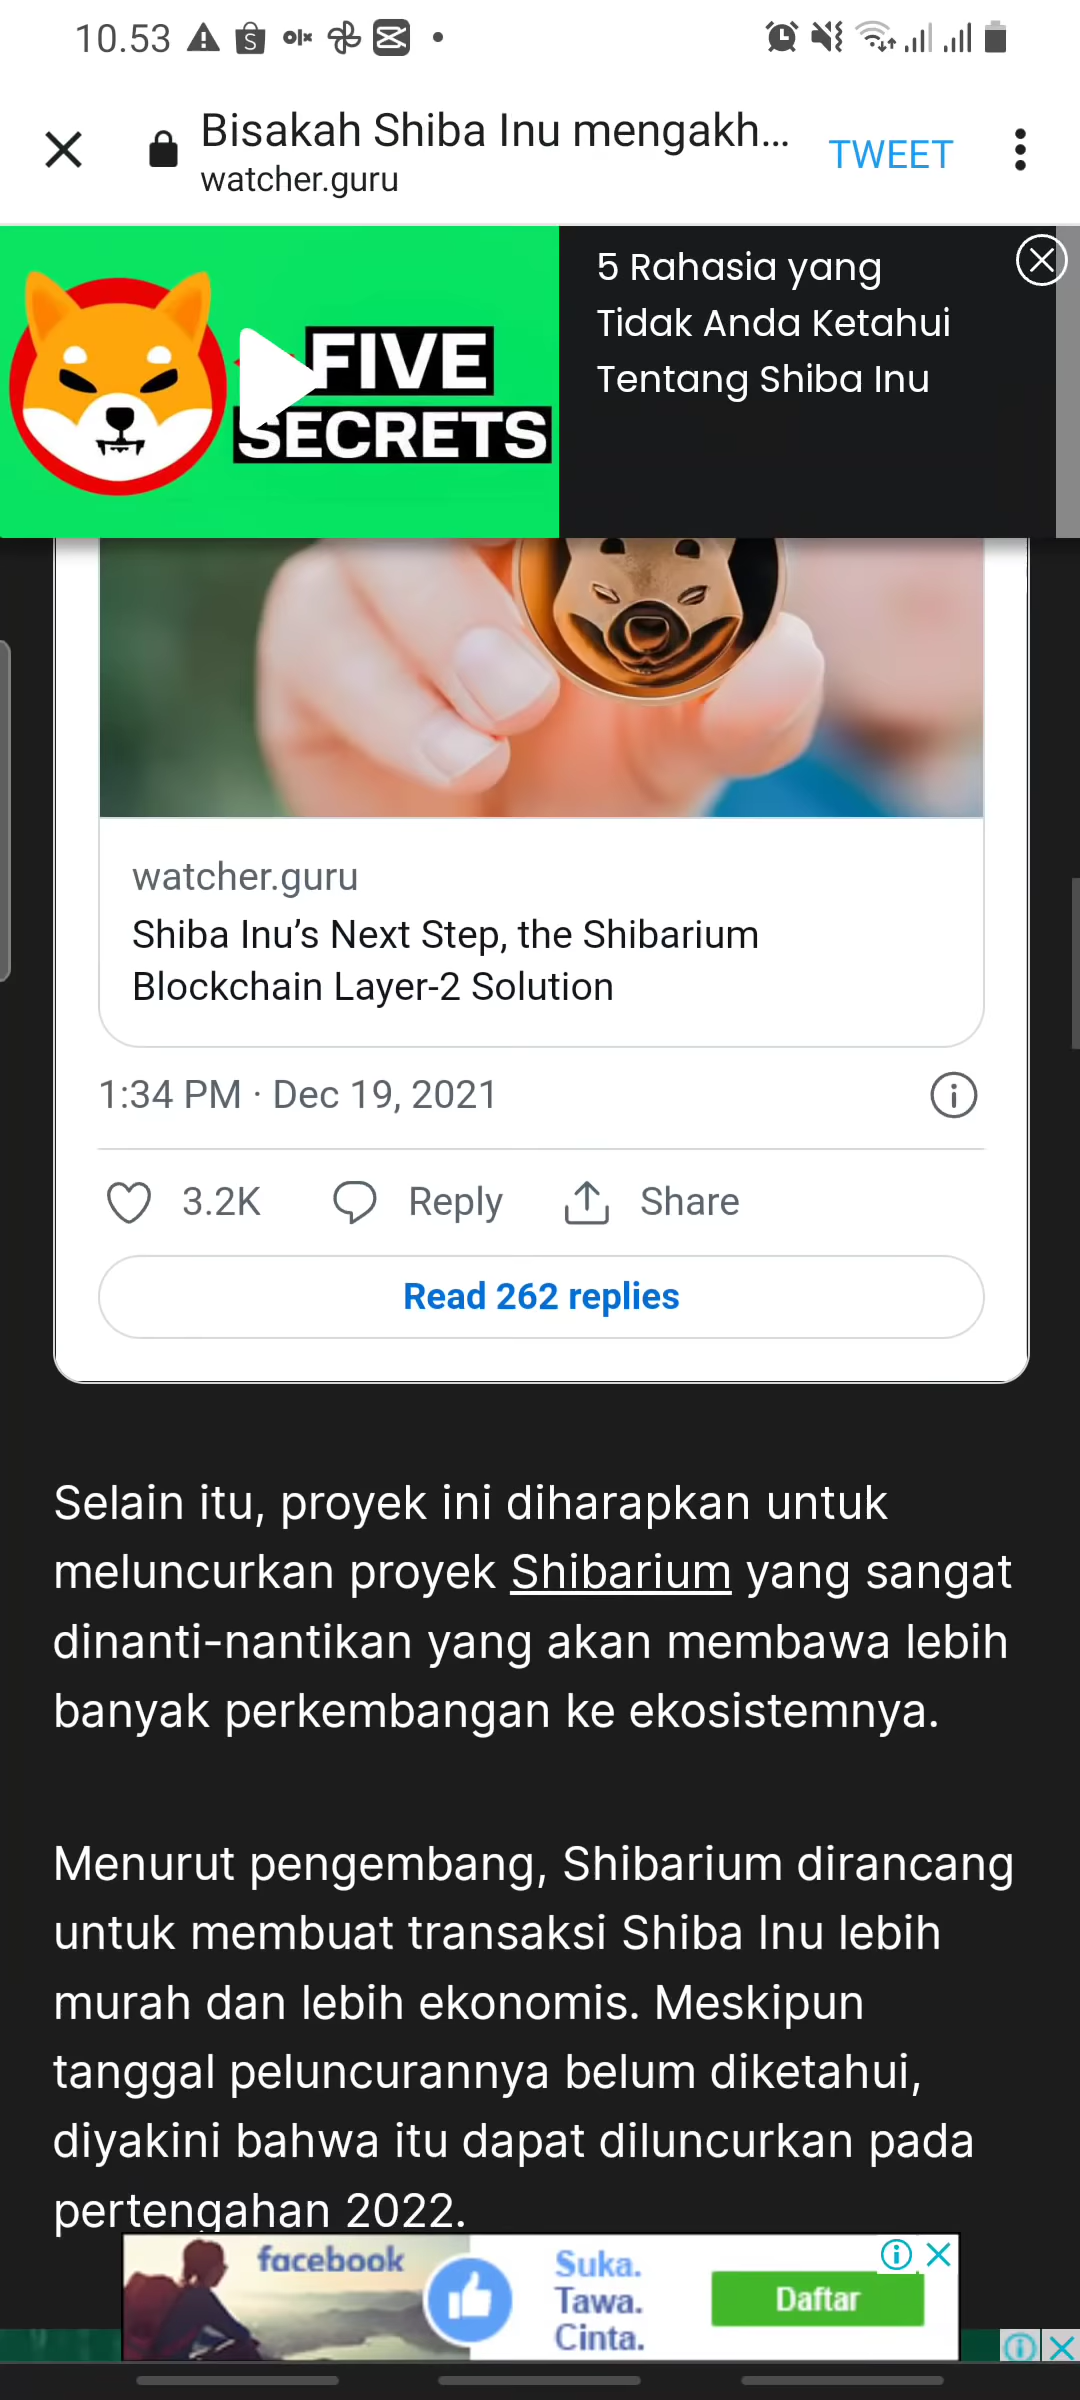 10.53
Bisakah Shiba Inu mengakh...
watcher.guru
TWEET
FIVE
SECRETS
5 Rahasia yang
Tidak Anda Ketahui
Tentang Shiba Inu
watcher.guru
Shiba Inu’s Next Step, the Shibarium
Blockchain Layer-2 Solution
1:34 PM · Dec 19, 2021
3.2K
Reply
Share
Read 262 replies
Selain itu, proyek ini diharapkan untuk
meluncurkan proyek Shibarium yang sangat
dinanti-nantikan yang akan membawa lebih
banyak perkembangan ke ekosistemnya.
Menurut pengembang, Shibarium dirancang
untuk membuat transaksi Shiba Inu lebih
murah dan lebih ekonomis. Meskipun
tanggal peluncurannya belum diketahui,
diyakini bahwa itu dapat diluncurkan pada
pertengahan 2022.
facebook
Suka.
Tawa.
Cinta.
Daftar